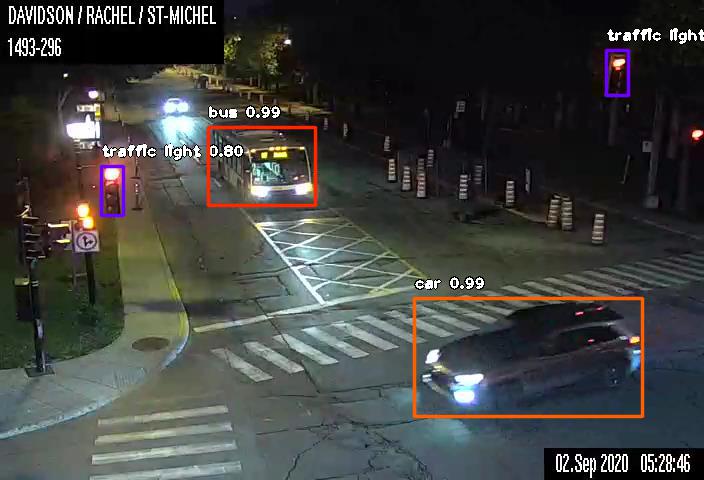 DAVIDSON / RACHEL / ST-MICHEL
1493-296
traffic light
bus 0.99
traffic light 0.80
car 0.99
02.Sep 2020 05:28:46